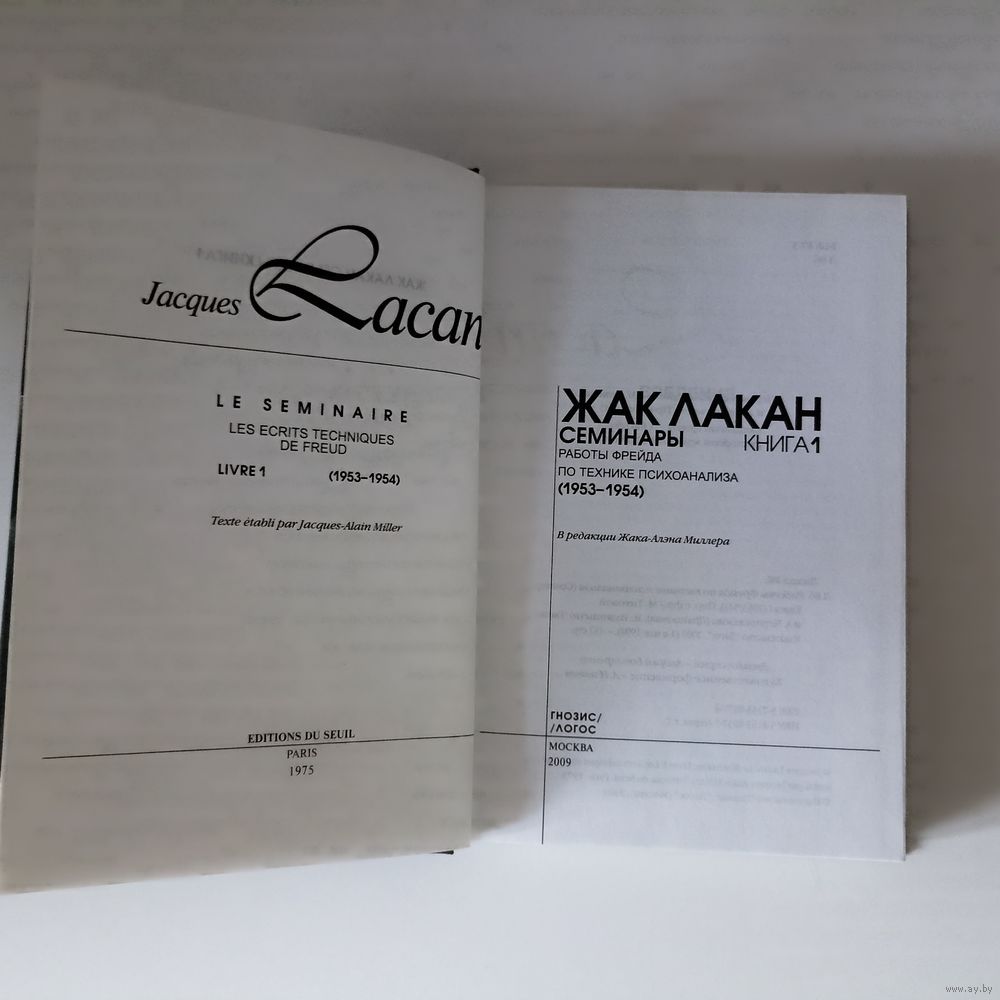 Jacques Lacan
LE SEMINAIRE
LES ECRITS TECHNIQUES
DE FREUD
LIVRE 1 (1953–1954)
Texte établi par Jacques-Alain Miller
EDITIONS DU SEUIL
PARIS
1975
ЖАК ЛАКАН
СЕМИНАРЫ КНИГА 1
РАБОТЫ ФРЕЙДА
ПО ТЕХНИКЕ ПСИХОАНАЛИЗА
(1953–1954)
В редакции Жака-Алэна Миллера
ГНОЗИС/
/ЛОГОС
МОСКВА
2009
www.ay.by